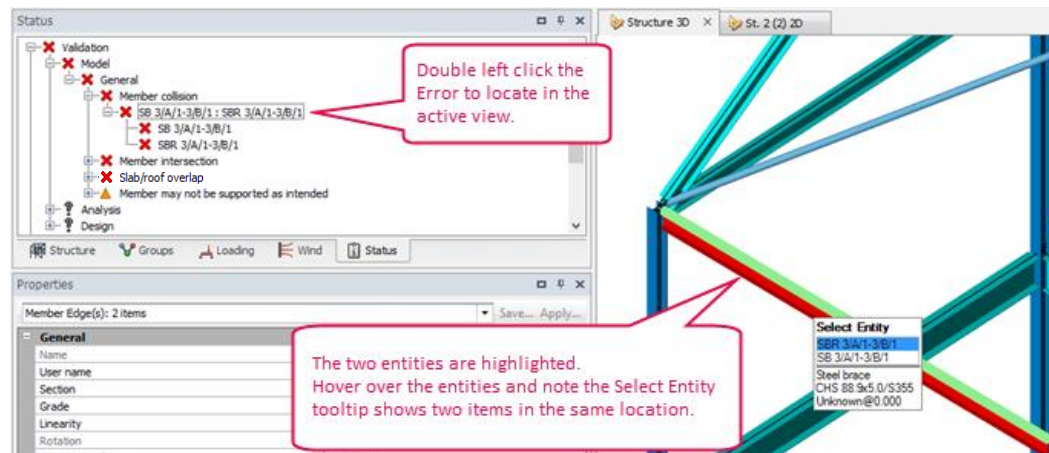 Status
Validation
Model
General
Member collision
SB 3/A/1-3/B/1 : SBR 3/A/1-3/B/1
SB 3/A/1-3/B/1
SBR 3/A/1-3/B/1
Member intersection
Slab/roof overlap
Member may not be supported as intended
Analysis
Design
Structure Groups Loading Wind Status
Double left click the
Error to locate in the
active view.
Structure 3D
St. 2 (2) 2D
Properties
Member Edge(s): 2 items
Save... Apply...
General
Name
User name
Section
Grade
Linearity
Rotation
The two entities are highlighted.
Hover over the entities and note the Select Entity
tooltip shows two items in the same location.
Select Entity
SBR 3/A/1-3/B/1
SB 3/A/1-3/B/1
Steel brace
CHS 88.9x5.0/S355
Unknown@0.000